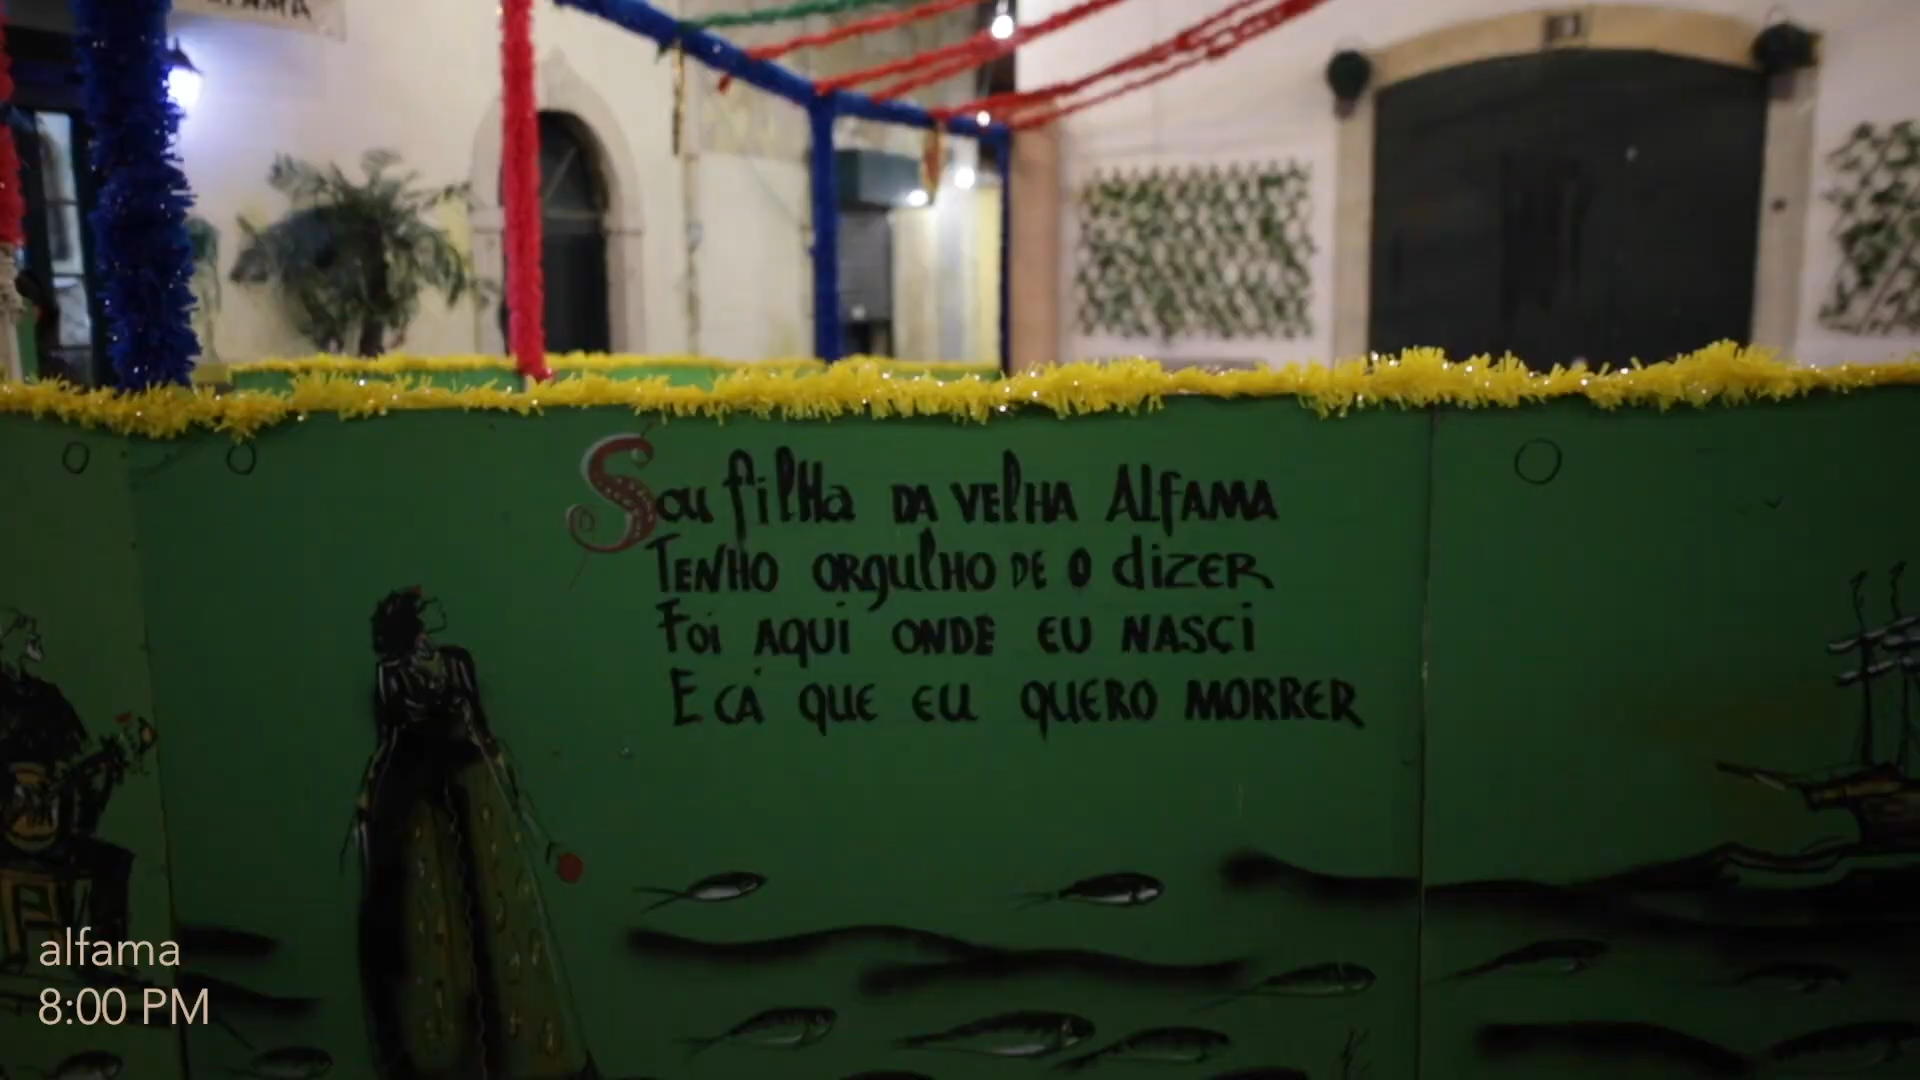 ALFAMA
Sou filha DA VELHA AlfAMA
TENHO ORgulHO DE O dizER
Foi AQUI ONDE EU NASCi
E CÁ QUE EU QUERO MORRER
alfama
8:00 PM